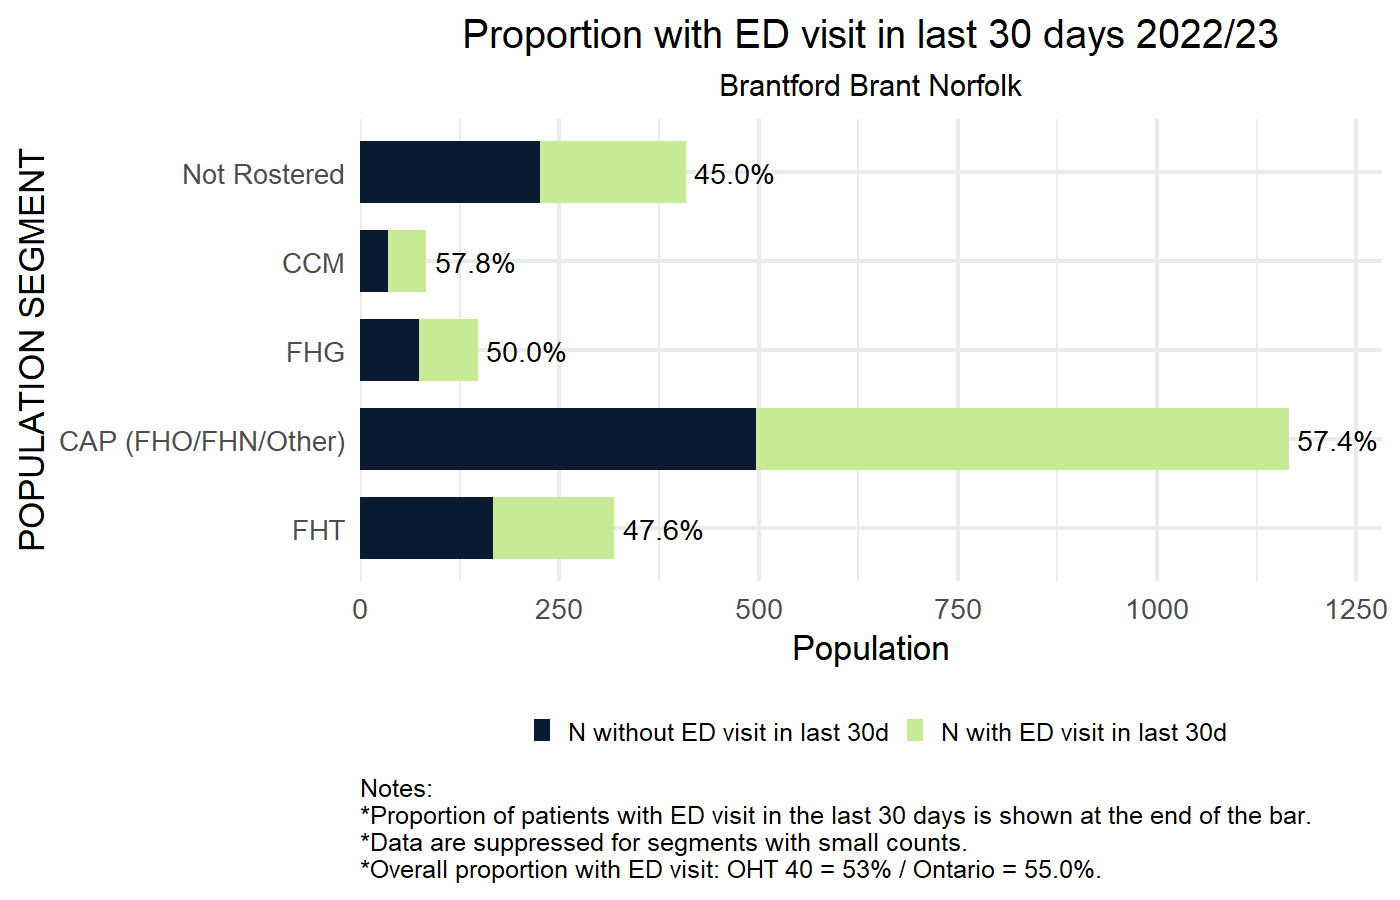 Proportion with ED visit in last 30 days 2022/23
Brantford Brant Norfolk
POPULATION SEGMENT
Not Rostered
45.0%
CCM
57.8%
FHG
50.0%
CAP (FHO/FHN/Other)
57.4%
FHT
47.6%
0 250 500 750 1000 1250
Population
N without ED visit in last 30d N with ED visit in last 30d
Notes:
*Proportion of patients with ED visit in the last 30 days is shown at the end of the bar.
*Data are suppressed for segments with small counts.
*Overall proportion with ED visit: OHT 40 = 53% / Ontario = 55.0%.